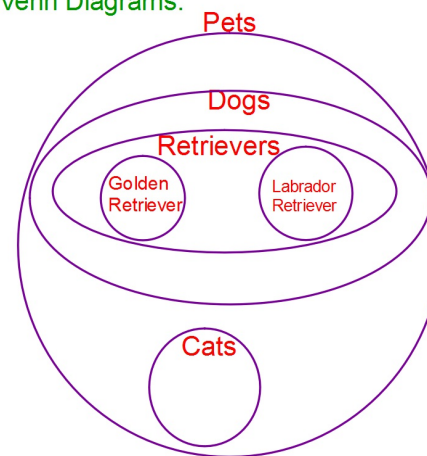 Venn Diagrams:
Pets
Dogs
Retrievers
Golden
Retriever
Labrador
Retriever
Cats